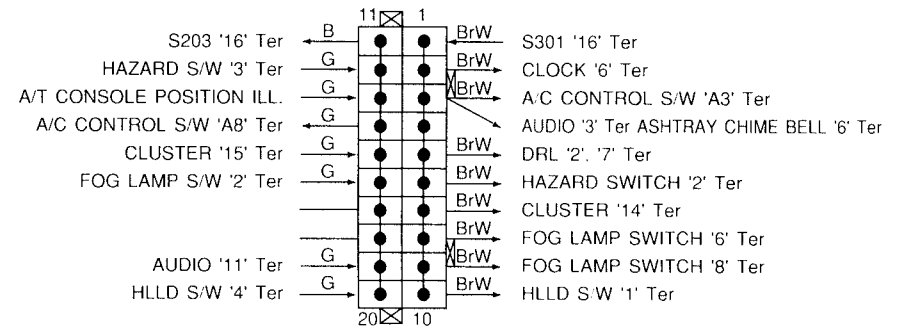 11 1
S203 '16' Ter B BrW S301 '16' Ter
HAZARD S/W '3' Ter G BrW CLOCK '6' Ter
A/T CONSOLE POSITION ILL. G BrW A/C CONTROL S/W 'A3' Ter
A/C CONTROL S/W 'A8' Ter G AUDIO '3' Ter ASHTRAY CHIME BELL '6' Ter
CLUSTER '15' Ter G BrW DRL '2'. '7' Ter
FOG LAMP S/W '2' Ter G BrW HAZARD SWITCH '2' Ter
BrW CLUSTER '14' Ter
BrW FOG LAMP SWITCH '6' Ter
AUDIO '11' Ter G BrW FOG LAMP SWITCH '8' Ter
HLLD S/W '4' Ter G BrW HLLD S/W '1' Ter
20 10